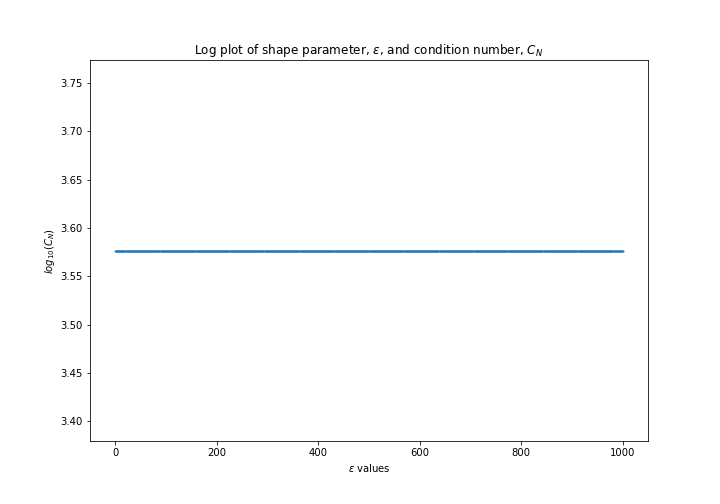 Log plot of shape parameter, ε, and condition number, C_N
3.75
3.70
3.65
3.60
3.55
3.50
3.45
3.40
log₁₀(C_N)
0 200 400 600 800 1000
ε values